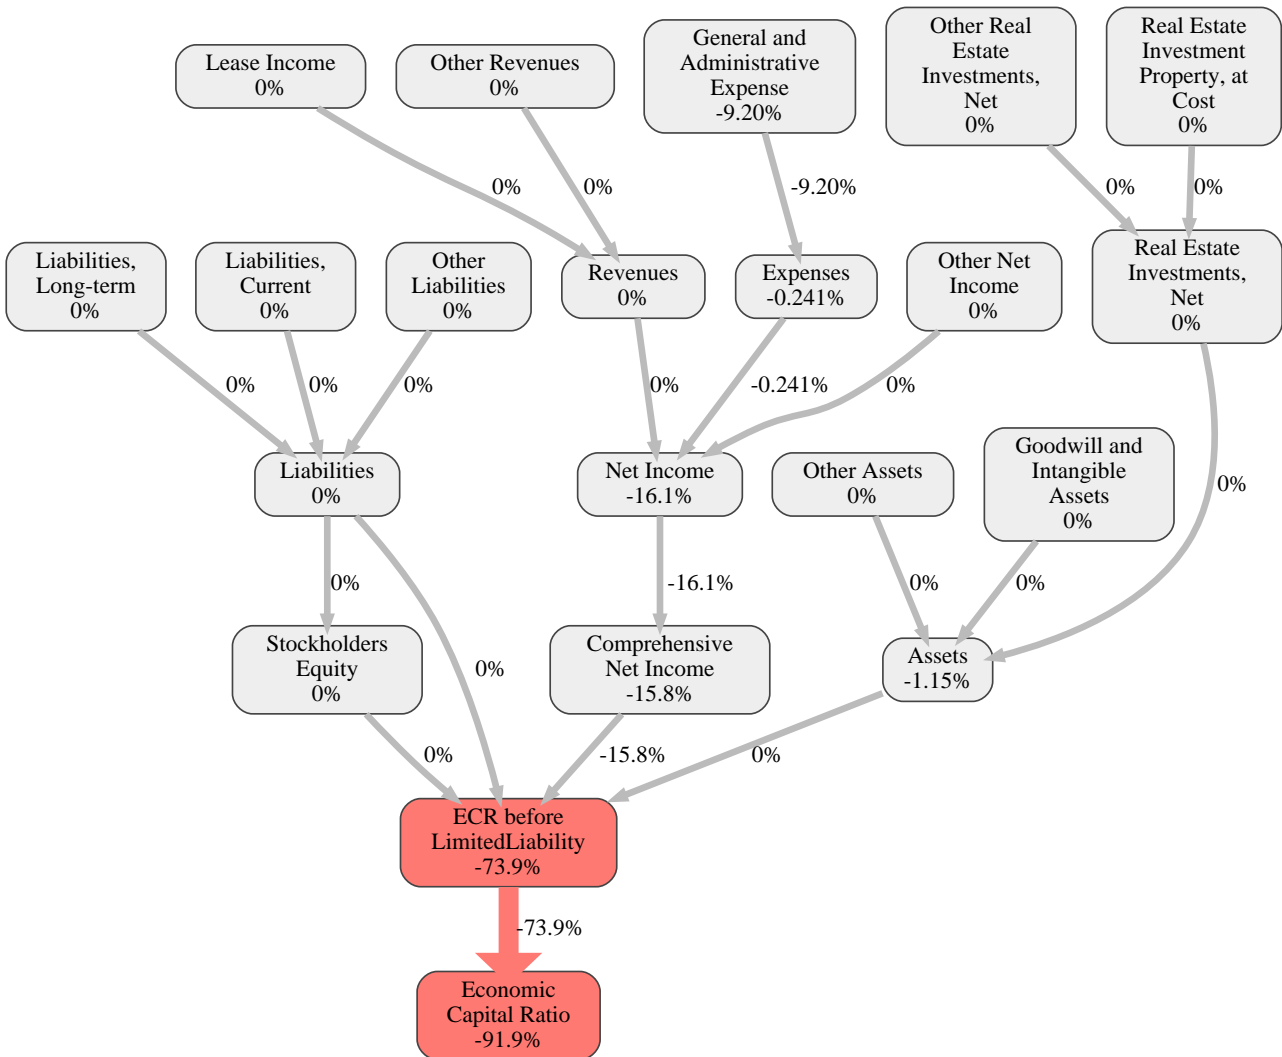 Lease Income
0%
Other Revenues
0%
General and
Administrative
Expense
-9.20%
Other Real
Estate
Investments,
Net
0%
Real Estate
Investment
Property, at
Cost
0%
0%
0%
-9.20%
0%
0%
Liabilities,
Long-term
0%
Liabilities,
Current
0%
Other
Liabilities
0%
Revenues
0%
Expenses
-0.241%
Other Net
Income
0%
Real Estate
Investments,
Net
0%
0%
0%
0%
0%
-0.241%
0%
0%
Liabilities
0%
Net Income
-16.1%
Other Assets
0%
Goodwill and
Intangible
Assets
0%
0%
0%
-16.1%
0%
0%
Stockholders
Equity
0%
Comprehensive
Net Income
-15.8%
Assets
-1.15%
0%
-15.8%
0%
ECR before
LimitedLiability
-73.9%
-73.9%
Economic
Capital Ratio
-91.9%